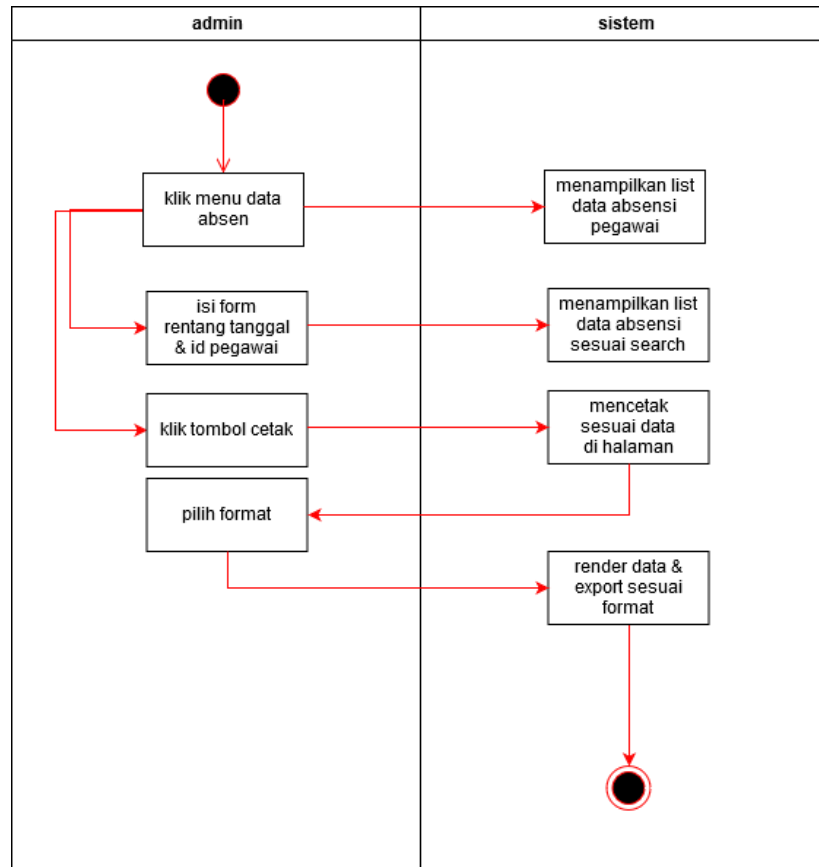 admin
sistem
klik menu data
absen
menampilkan list
data absensi
pegawai
isi form
rentang tanggal
& id pegawai
menampilkan list
data absensi
sesuai search
klik tombol cetak
mencetak
sesuai data
di halaman
pilih format
render data &
export sesuai
format